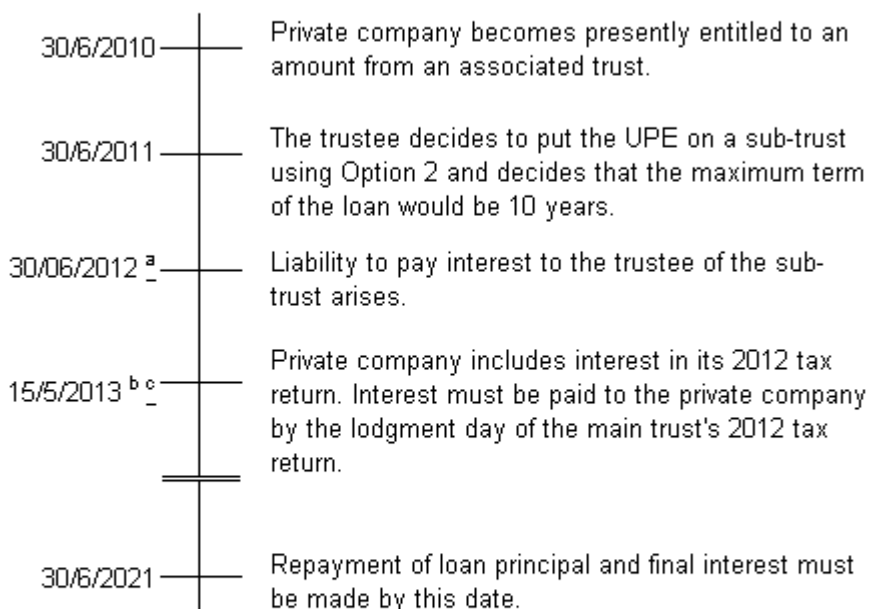 30/6/2010 Private company becomes presently entitled to an
amount from an associated trust.
30/6/2011 The trustee decides to put the UPE on a sub-trust
using Option 2 and decides that the maximum term
of the loan would be 10 years.
30/06/2012 a Liability to pay interest to the trustee of the sub-
trust arises.
15/5/2013 b c Private company includes interest in its 2012 tax
return. Interest must be paid to the private company
by the lodgment day of the main trust's 2012 tax
return.
30/6/2021 Repayment of loan principal and final interest must
be made by this date.